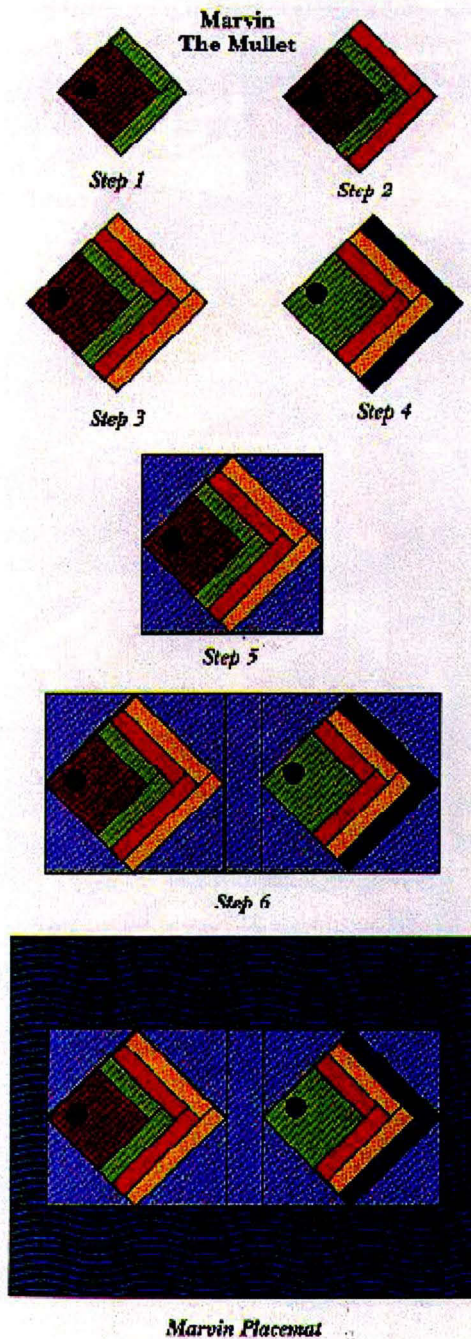 Marvin
The Mullet
Step 1
Step 2
Step 3
Step 4
Step 5
Step 6
Marvin Placemat